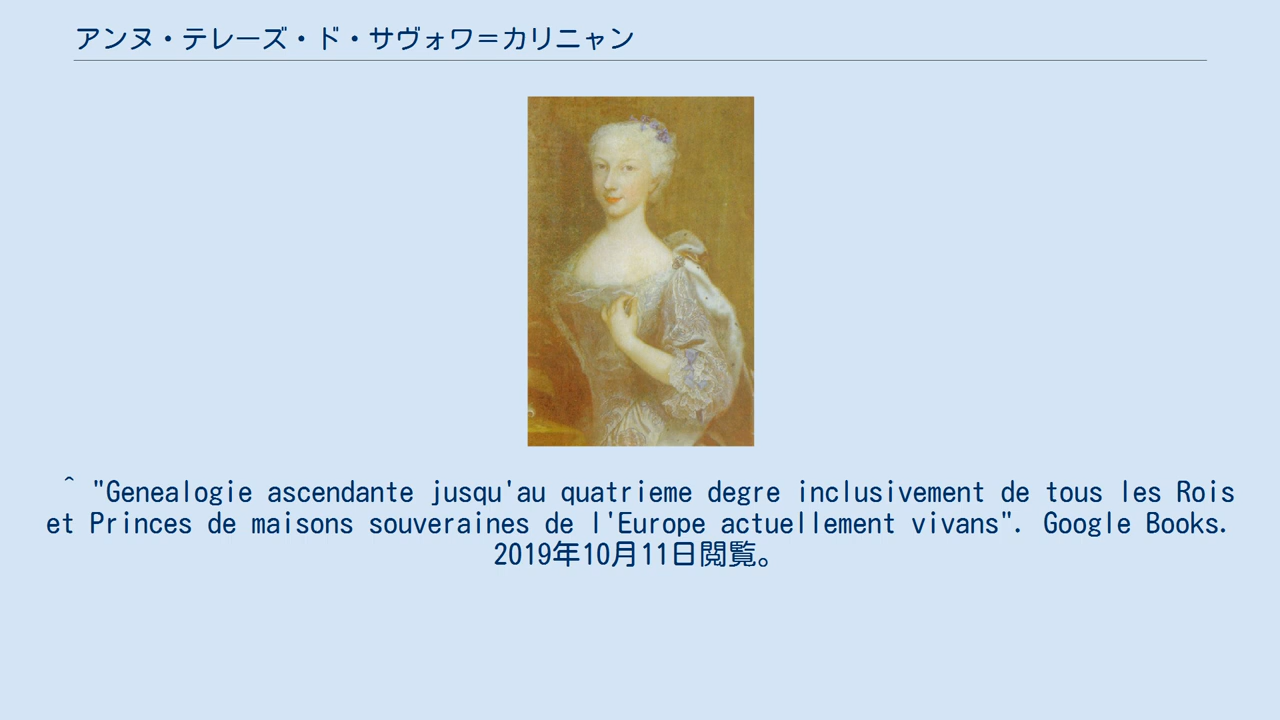 アンヌ・テレーズ・ド・サヴォワ＝カリニャン
^ "Genealogie ascendante jusqu'au quatrieme degre inclusivement de tous les Rois
et Princes de maisons souveraines de l'Europe actuellement vivans". Google Books.
2019年10月11日閲覧。